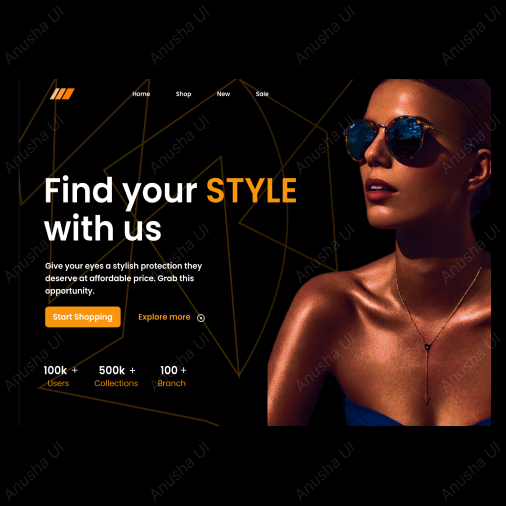 Home Shop New Sale
Find your STYLE
with us
Give your eyes a stylish protection they
deserve at affordable price. Grab this
opportunity.
Start Shopping Explore more
100k + 500k + 100 +
Users Collections Branch
Anusha UI